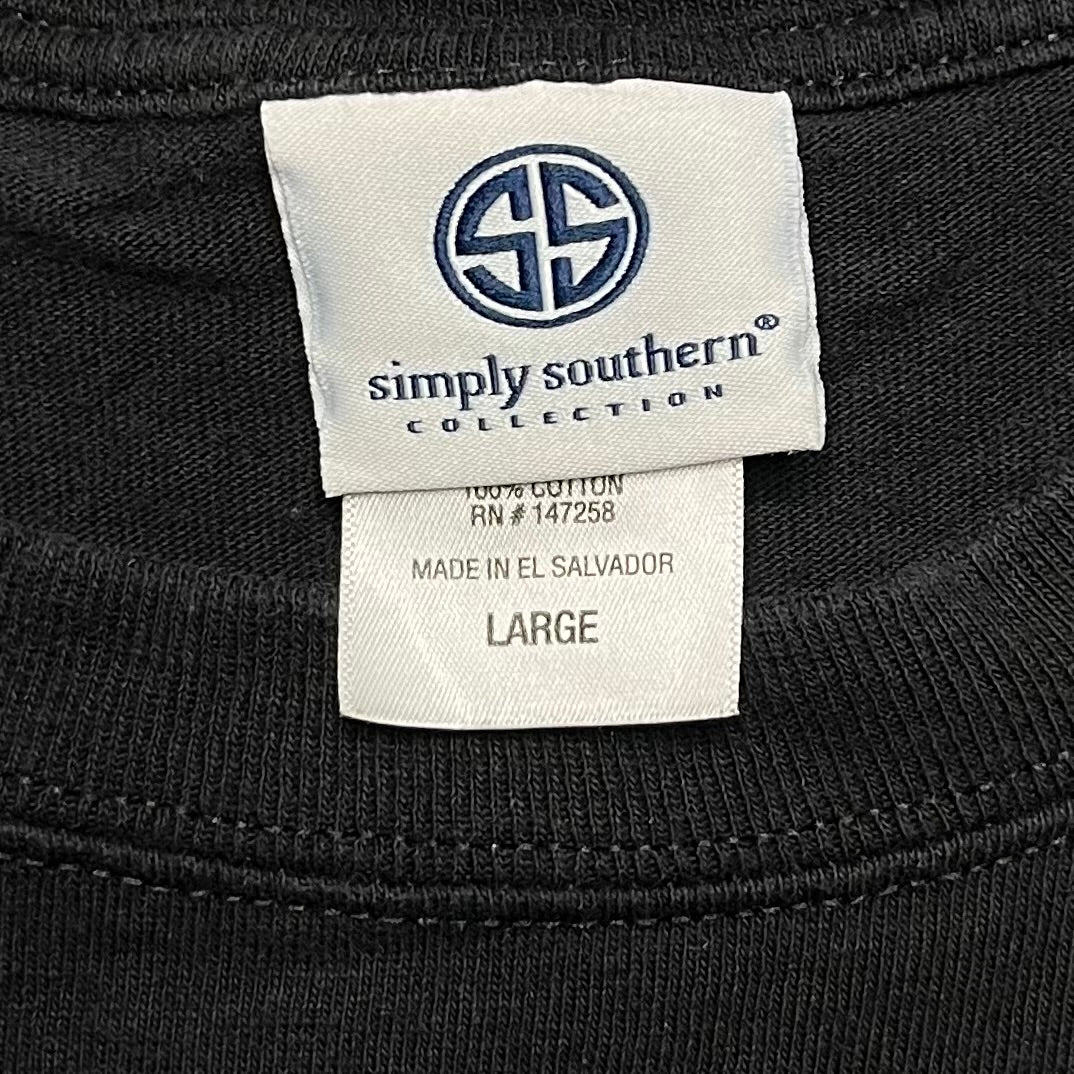 SS
simply southern®
COLLECTION
100% COTTON
RN # 147258
MADE IN EL SALVADOR
LARGE